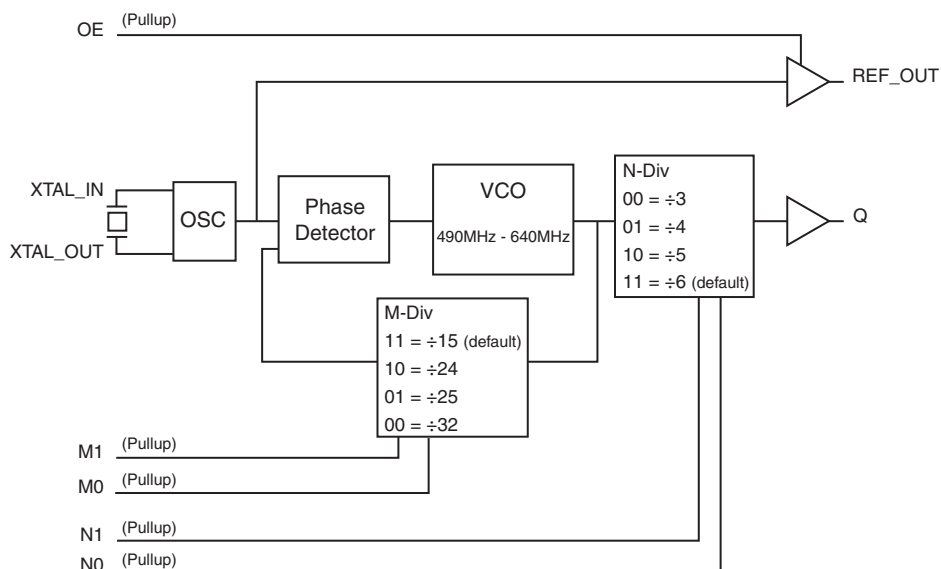 OE (Pullup)
REF_OUT
XTAL_IN
XTAL_OUT
OSC
Phase
Detector
VCO
490MHz - 640MHz
N-Div
00 = ÷3
01 = ÷4
10 = ÷5
11 = ÷6 (default)
Q
M-Div
11 = ÷15 (default)
10 = ÷24
01 = ÷25
00 = ÷32
M1 (Pullup)
M0 (Pullup)
N1 (Pullup)
N0 (Pullup)